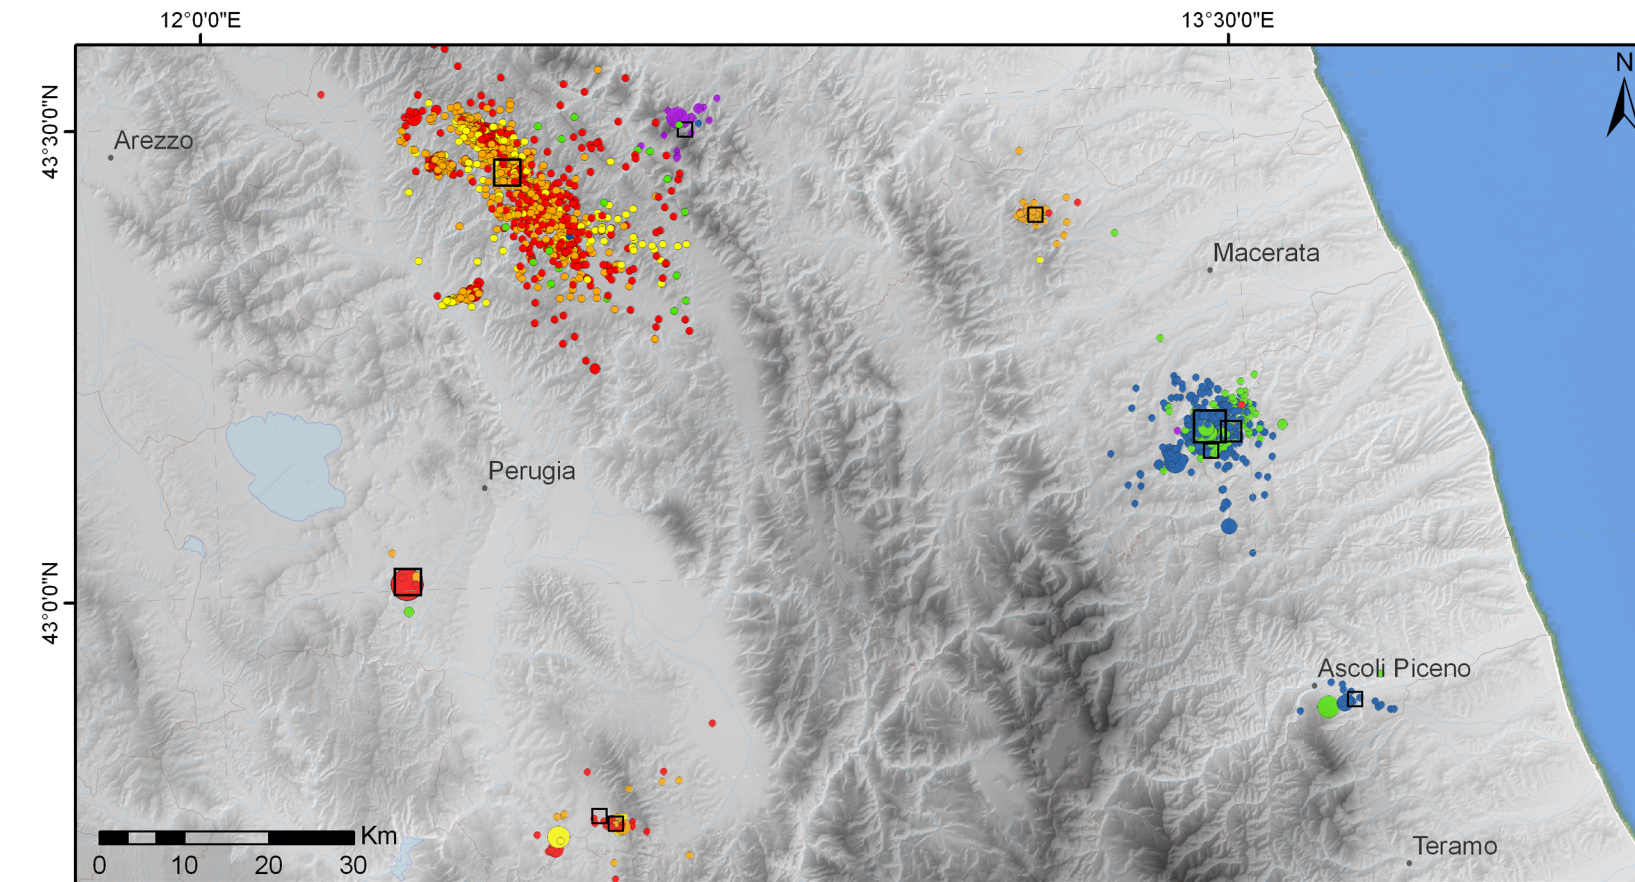 12°0'0"E
13°30'0"E
N
43°30'0"N
Arezzo
Macerata
Perugia
43°0'0"N
Ascoli Piceno
Km
0 10 20 30
Teramo